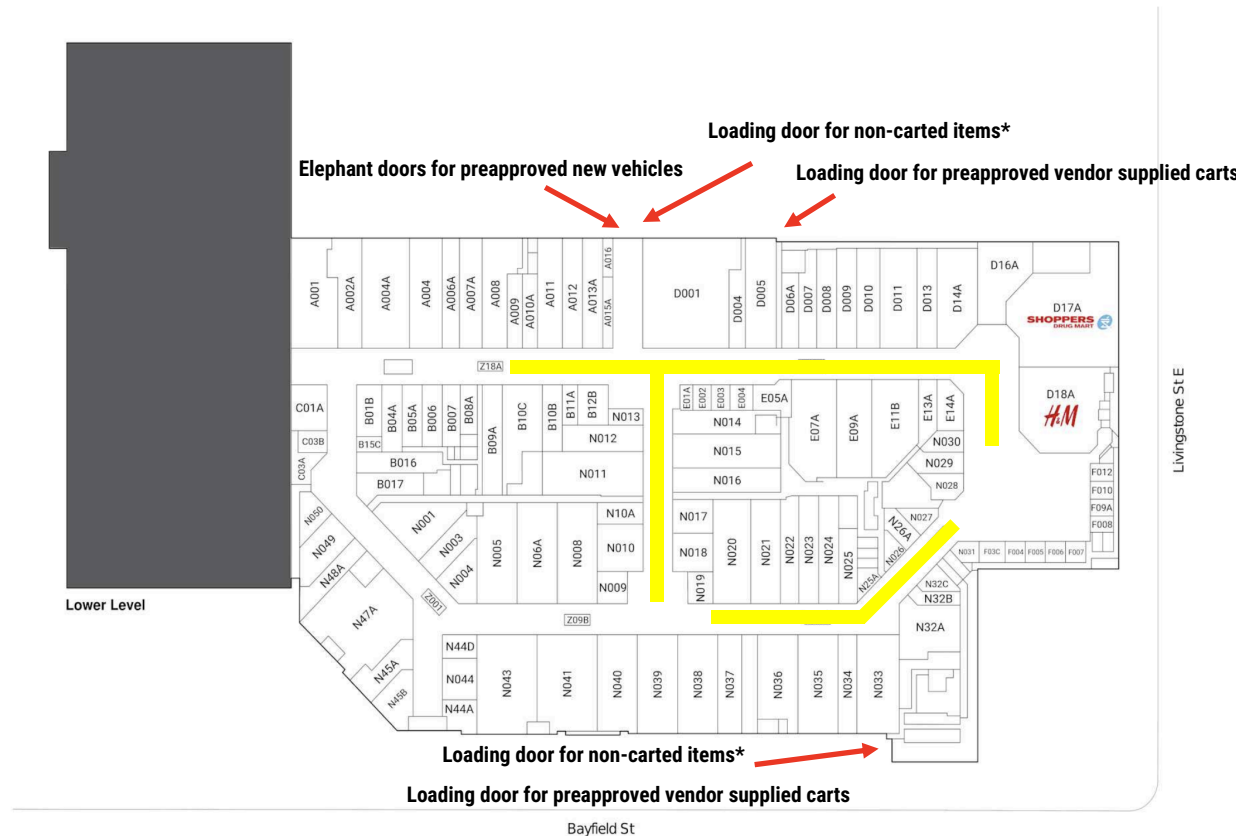 Loading door for non-carted items*
Elephant doors for preapproved new vehicles
Loading door for preapproved vendor supplied carts
A001
A002A
A004A
A004
A006A
A007A
A008
A009
A010A
A011
A012
A013A
A016
A015A
D001
D004
D005
D06A
D007
D008
D009
D010
D011
D013
D14A
D16A
D17A
SHOPPERS
DRUG MART
Z18A
D18A
H&M
Livingstone St E
C01A
C03B
C03A
B01B
B15C
B04A
B05A
B006
B007
B08A
B09A
B10C
B10B
B11A
B12B
N013
N012
N011
B016
B017
E01A
E002
E003
E004
E05A
N014
N015
N016
E07A
E09A
E11B
E13A
E14A
N030
N029
N028
N027
N26A
N026
N25A
F012
F010
F09A
F008
N050
N049
N48A
N47A
N45A
N45B
N001
N003
N004
N005
N06A
N008
N10A
N010
N009
N017
N018
N019
N020
N021
N022
N023
N024
N025
N031
F03C
F004
F005
F006
F007
N32C
N32B
N32A
Lower Level
Z001
Z09B
N44D
N044
N44A
N043
N041
N040
N039
N038
N037
N036
N035
N034
N033
Loading door for non-carted items*
Loading door for preapproved vendor supplied carts
Bayfield St